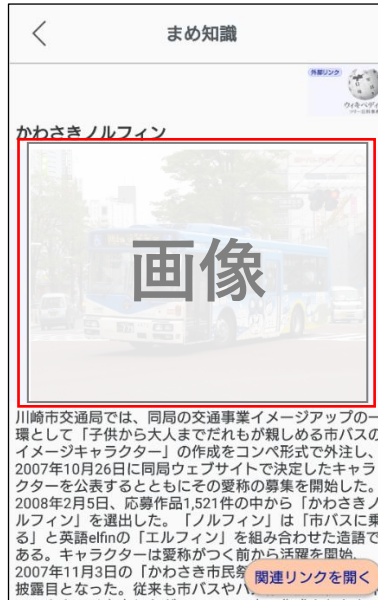 まめ知識
外部リンク
かわさきノルフィン
画像
川崎市交通局では、同局の交通事業イメージアップの一
環として「子供から大人までだれもが親しめる市バスの
イメージキャラクター」の作成をコンペ形式で外注し、
2007年10月26日に同局ウェブサイトで決定したキャラ
クターを公表するとともにその愛称の募集を開始した。
2008年2月5日、応募作品1,521件の中から「かわさきノ
ルフィン」を選出した。「ノルフィン」は「市バスに乗
る」と英語elfinの「エルフィン」を組み合わせた造語で
ある。キャラクターは愛称がつく前から活躍を開始、
2007年11月3日の「かわさき市民祭
披露目となった。従来も市バスやバ
関連リンクを開く